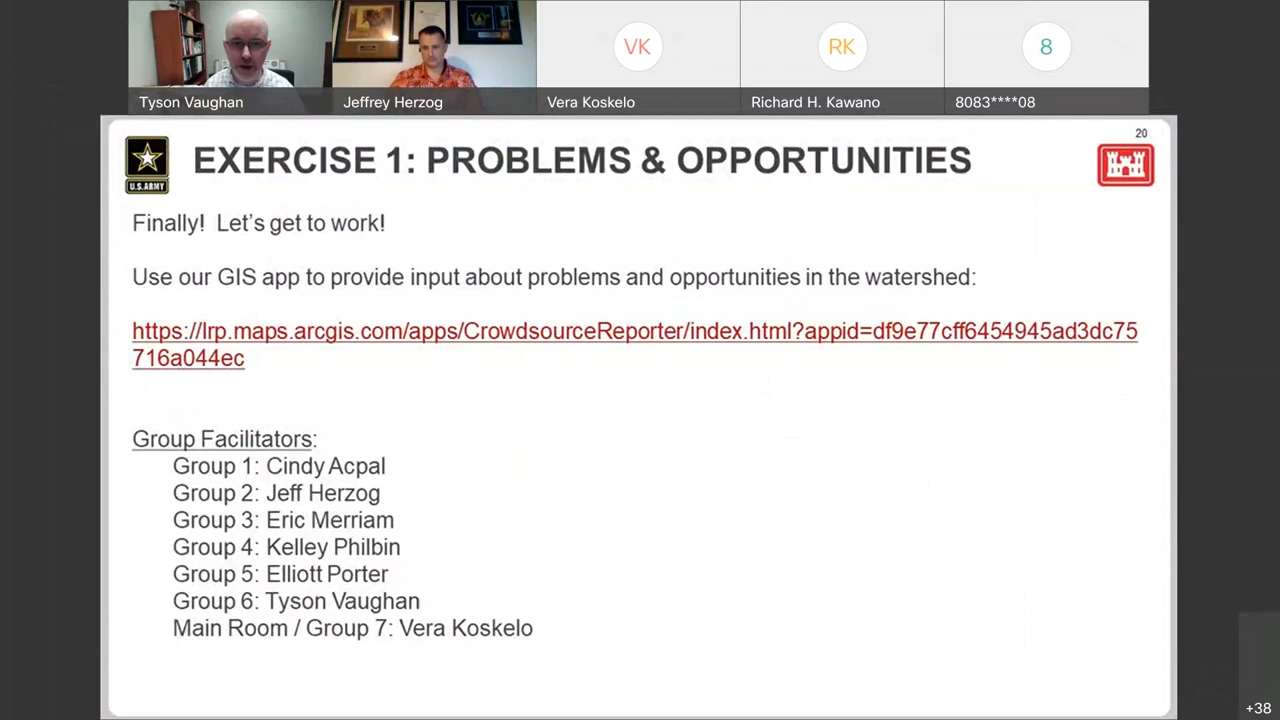 VK
RK
8
Tyson Vaughan
Jeffrey Herzog
Vera Koskelo
Richard H. Kawano
8083****08
20
U.S.ARMY
EXERCISE 1: PROBLEMS & OPPORTUNITIES
Finally!  Let's get to work!
Use our GIS app to provide input about problems and opportunities in the watershed:
https://lrp.maps.arcgis.com/apps/CrowdsourceReporter/index.html?appid=df9e77cff6454945ad3dc75
716a044ec
Group Facilitators:
Group 1: Cindy Acpal
Group 2: Jeff Herzog
Group 3: Eric Merriam
Group 4: Kelley Philbin
Group 5: Elliott Porter
Group 6: Tyson Vaughan
Main Room / Group 7: Vera Koskelo
+38